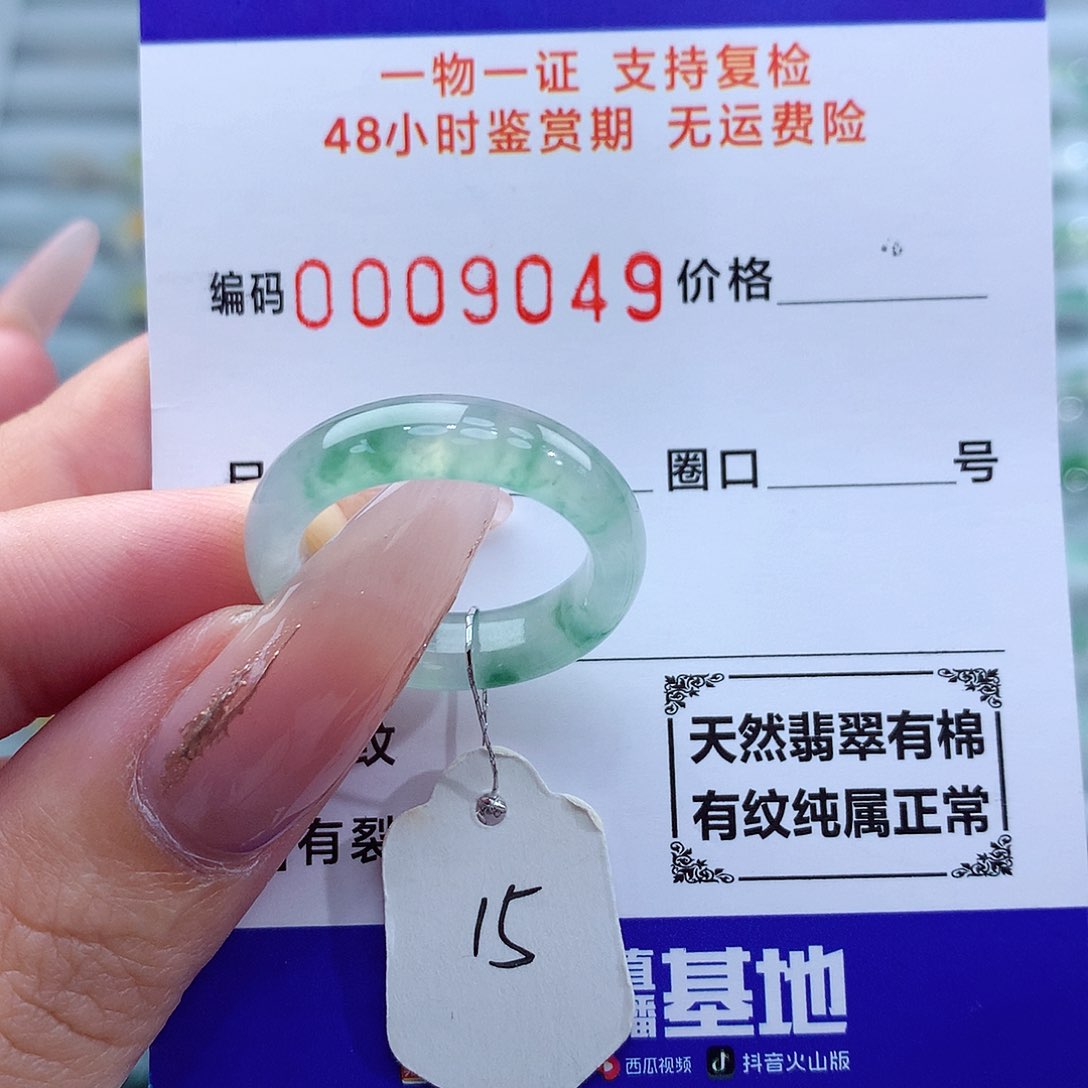 一物一证 支持复检
48小时鉴赏期 无运费险
编码0009049价格
圈口 号
纹
天然翡翠有棉
有裂
有纹纯属正常
15
直播基地
西瓜视频 抖音火山版